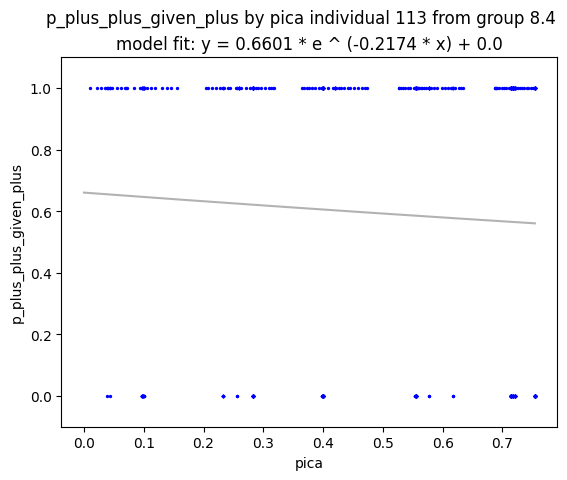 p_plus_plus_given_plus by pica individual 113 from group 8.4
model fit: y = 0.6601 * e ^ (-0.2174 * x) + 0.0
1.0
0.8
0.6
0.4
0.2
0.0
p_plus_plus_given_plus
0.0 0.1 0.2 0.3 0.4 0.5 0.6 0.7
pica